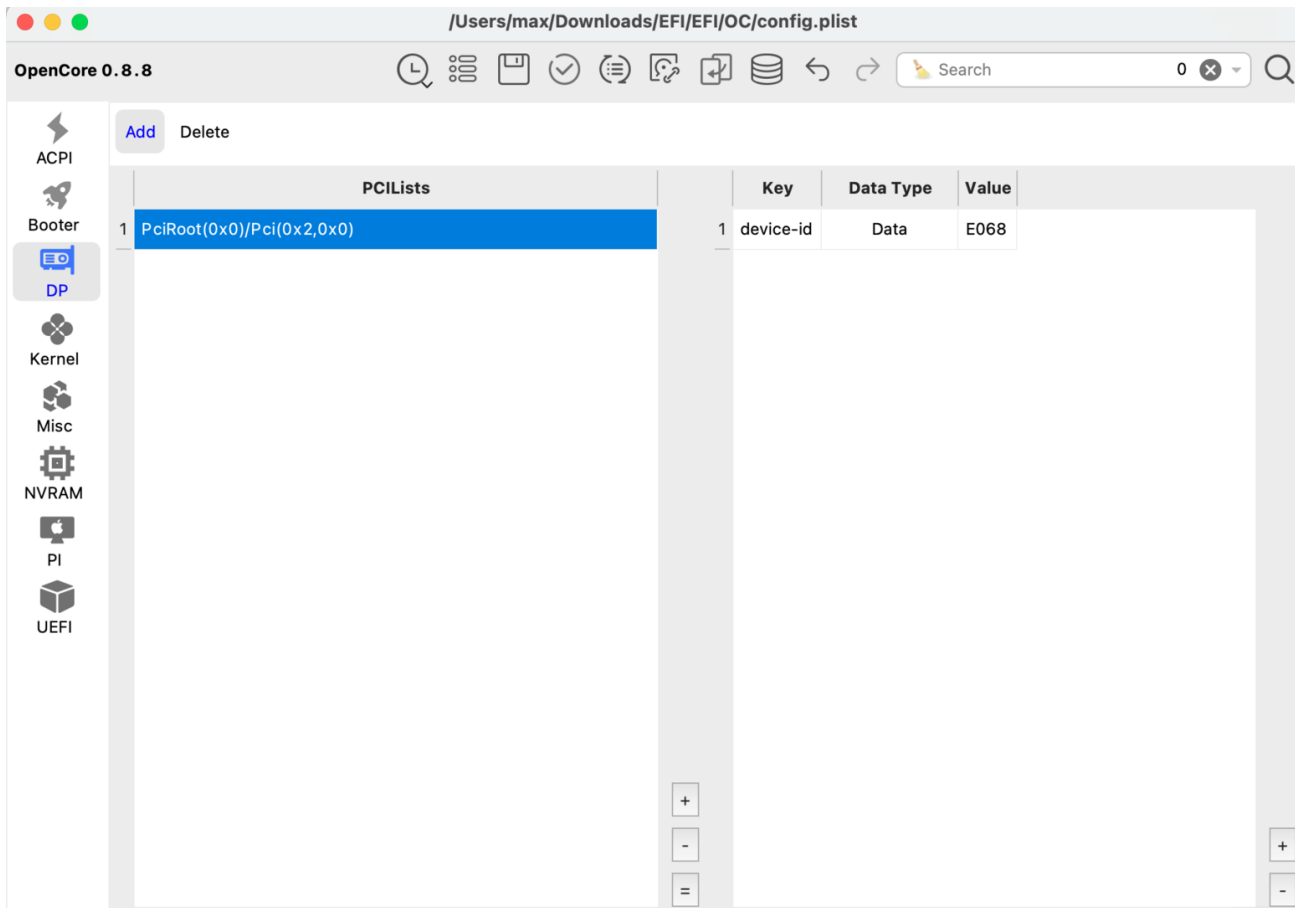 /Users/max/Downloads/EFI/EFI/OC/config.plist
OpenCore 0.8.8
Search 0
ACPI
Booter
DP
Kernel
Misc
NVRAM
PI
UEFI
Add Delete
PCILists
1 PciRoot(0x0)/Pci(0x2,0x0)
+
-
=
Key Data Type Value
1 device-id Data E068
+
-